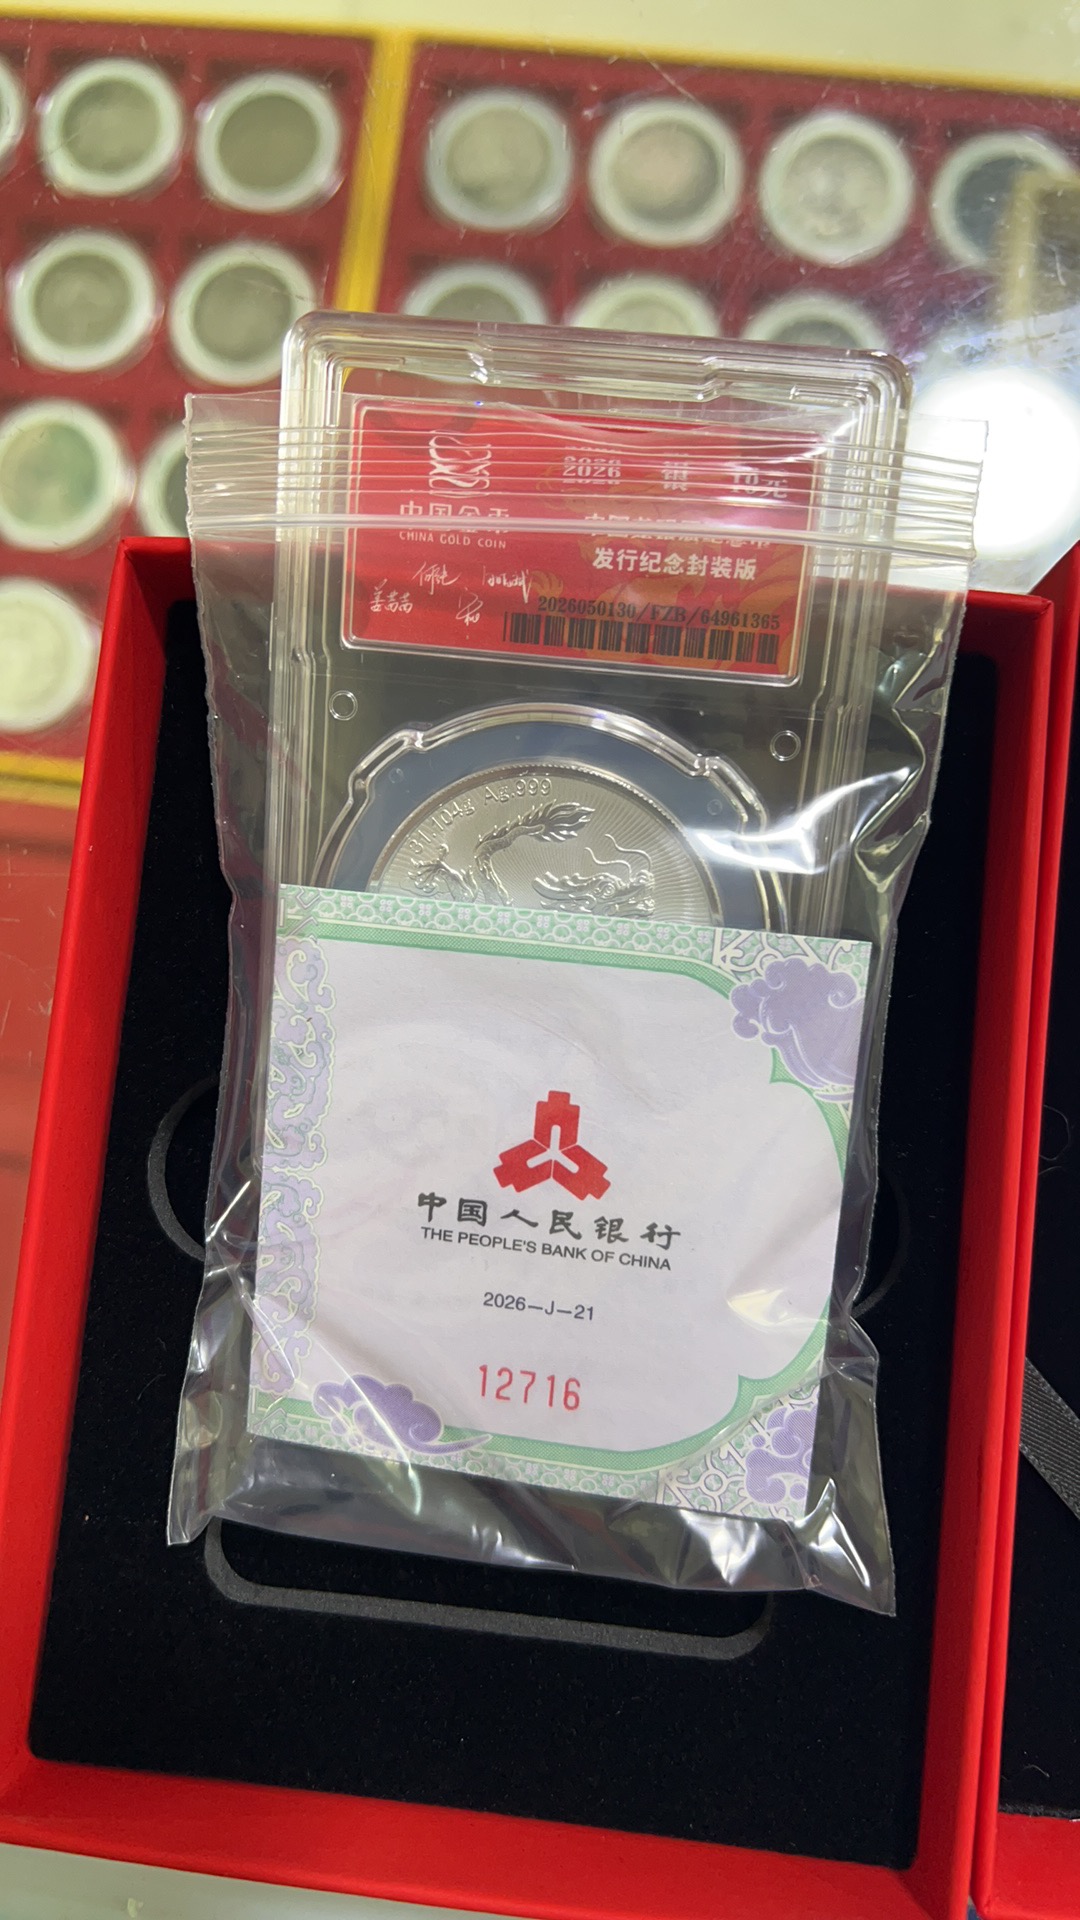 2026 银 10元
中国金币
CHINA GOLD COIN
发行纪念封装版
2026050130/FZB/64961365
31.104g Ag.999
中国人民银行
THE PEOPLE'S BANK OF CHINA
2026—J—21
12716